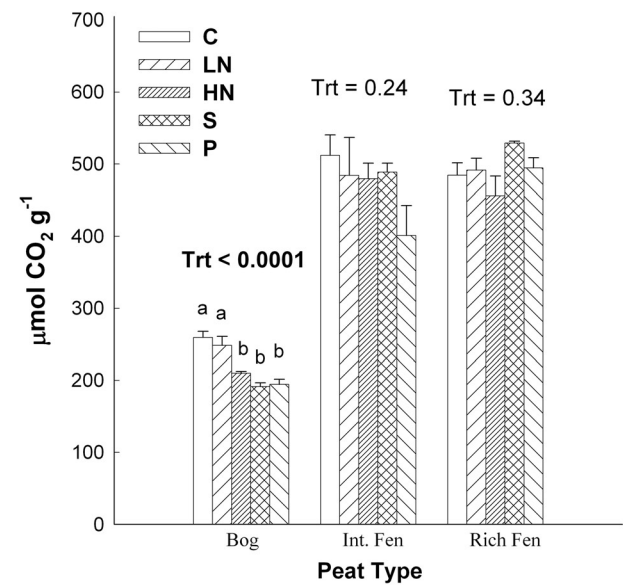 700
600
500
400
300
200
100
0
μmol CO₂ g⁻¹
C
LN
HN
S
P
Trt < 0.0001
Trt = 0.24
Trt = 0.34
a a b b b
Bog Int. Fen Rich Fen
Peat Type